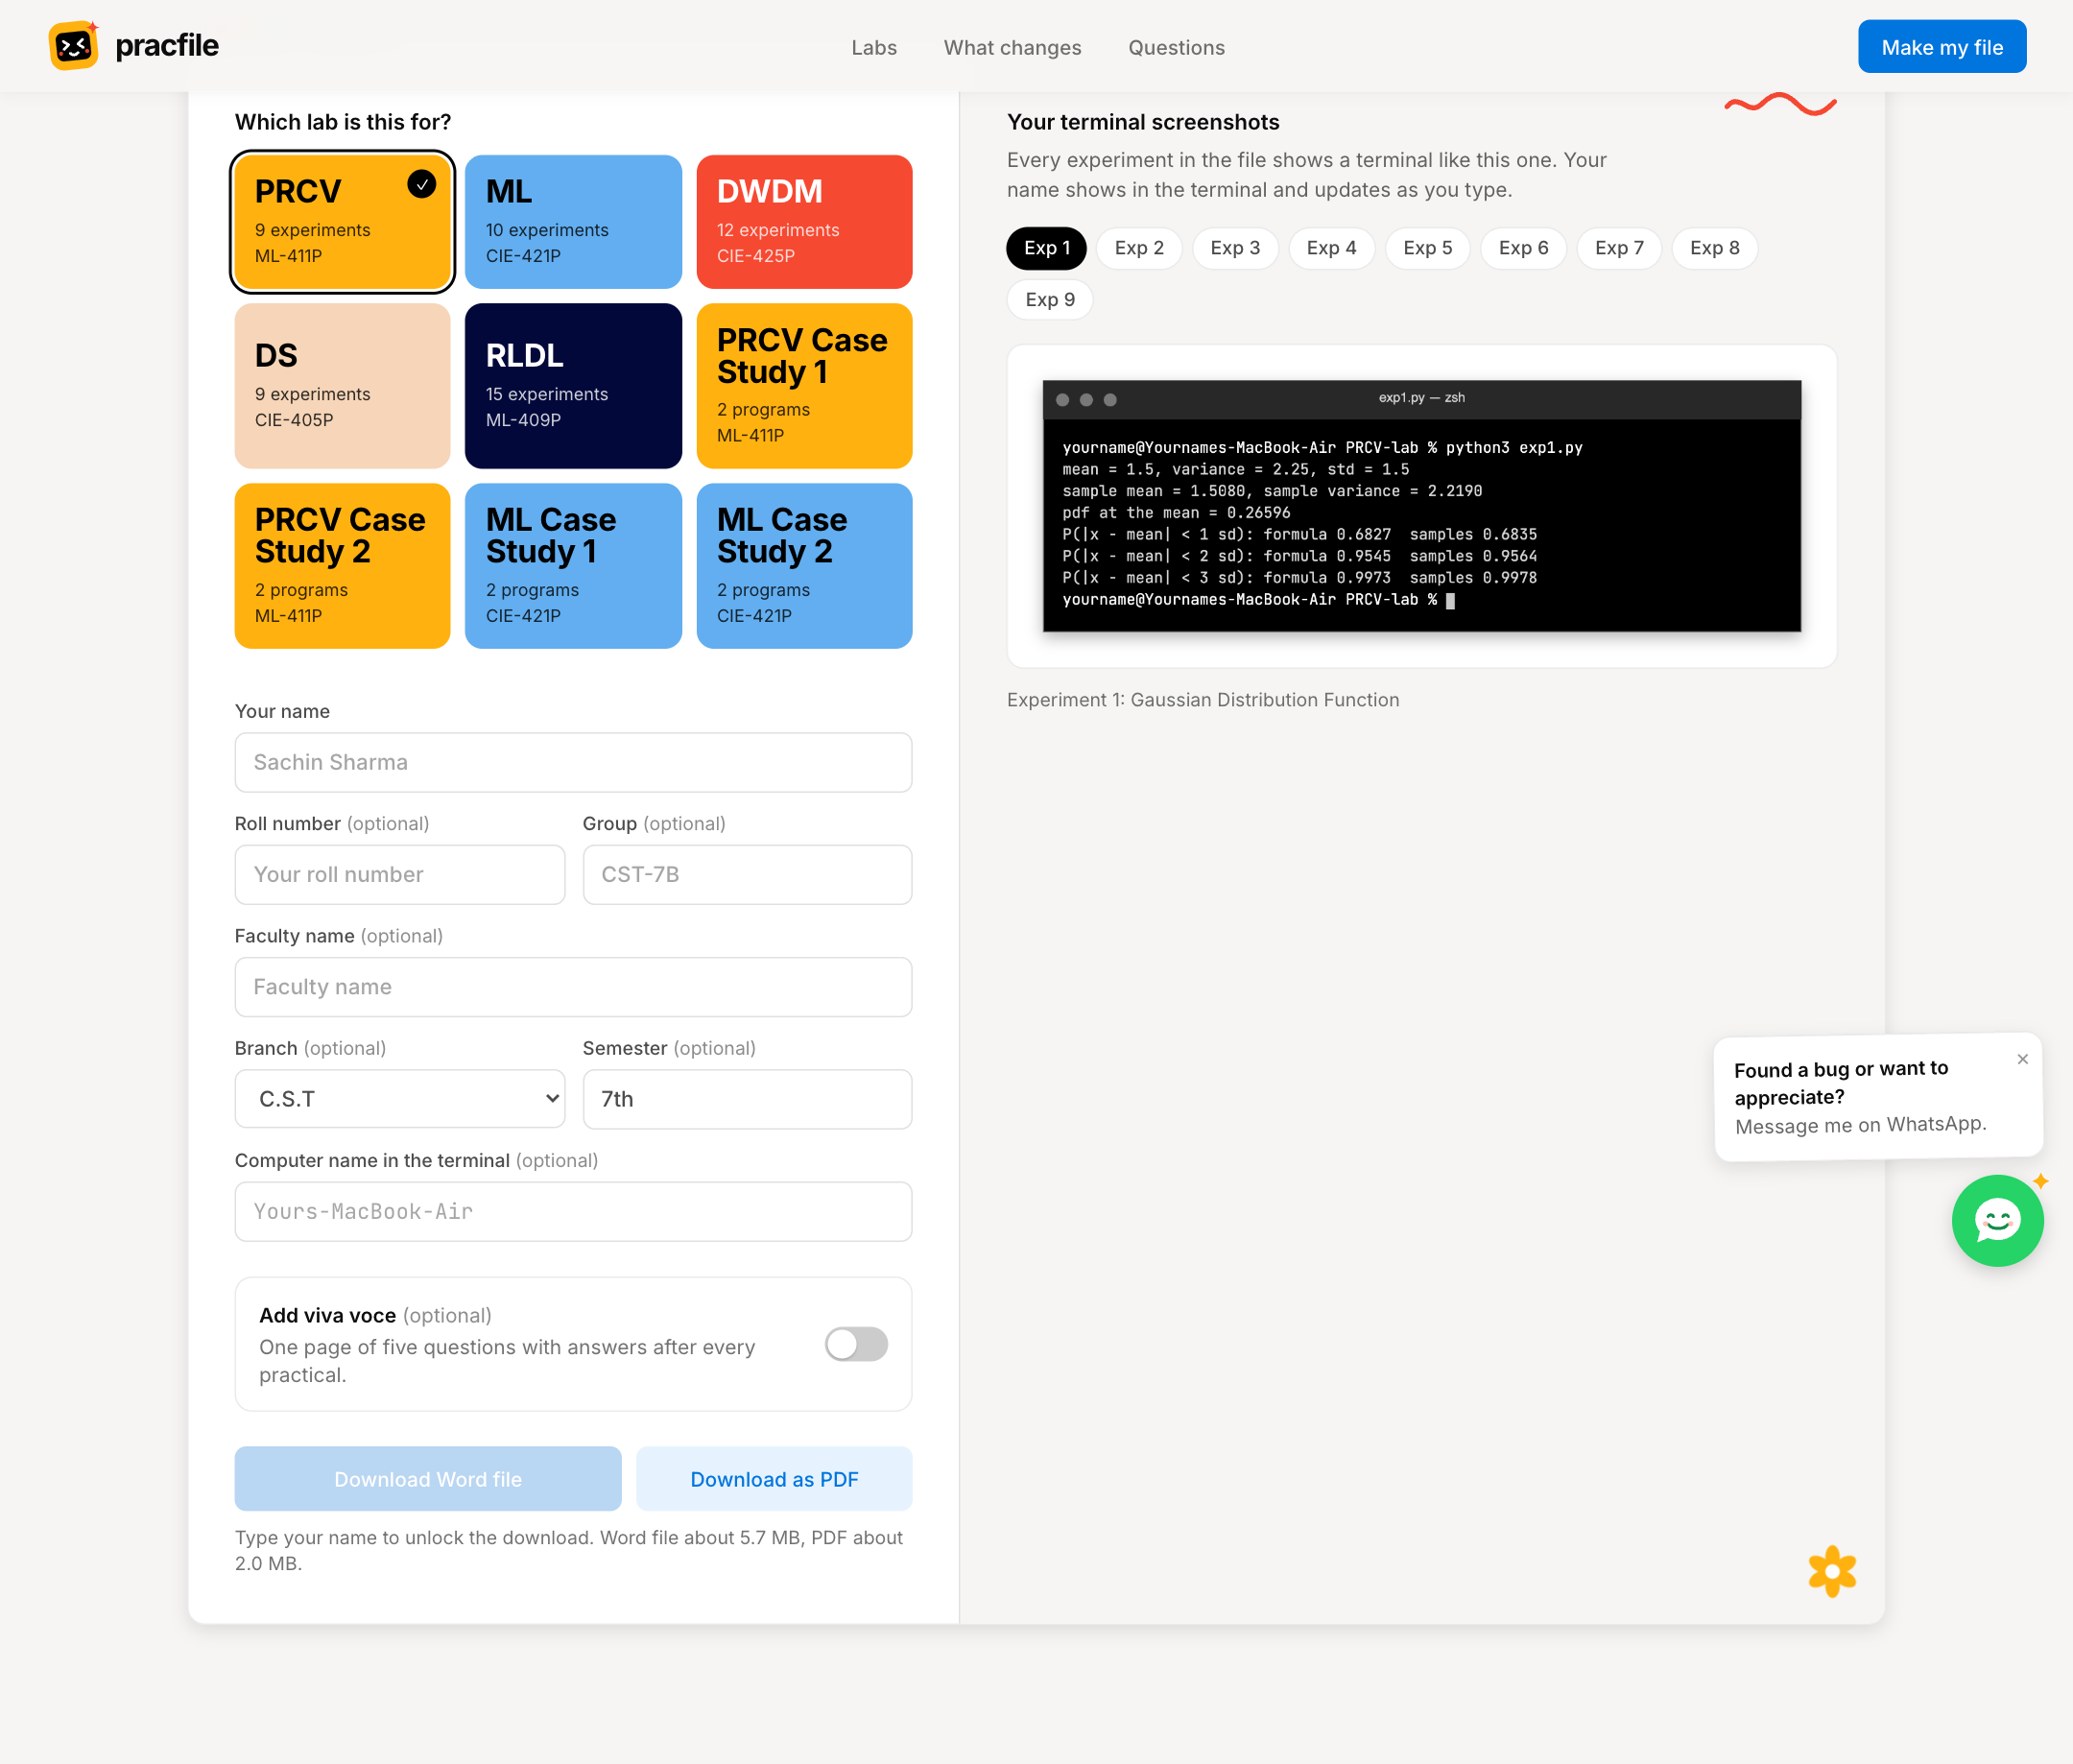 pracfile
Labs
What changes
Questions
Make my file
Which lab is this for?
PRCV
9 experiments
ML-411P
ML
10 experiments
CIE-421P
DWDM
12 experiments
CIE-425P
DS
9 experiments
CIE-405P
RLDL
15 experiments
ML-409P
PRCV Case
Study 1
2 programs
ML-411P
PRCV Case
Study 2
2 programs
ML-411P
ML Case
Study 1
2 programs
CIE-421P
ML Case
Study 2
2 programs
CIE-421P
Your name
Sachin Sharma
Roll number (optional)
Your roll number
Group (optional)
CST-7B
Faculty name (optional)
Faculty name
Branch (optional)
C.S.T
Semester (optional)
7th
Computer name in the terminal (optional)
Yours-MacBook-Air
Add viva voce (optional)
One page of five questions with answers after every
practical.
Download Word file
Download as PDF
Type your name to unlock the download. Word file about 5.7 MB, PDF about
2.0 MB.
Your terminal screenshots
Every experiment in the file shows a terminal like this one. Your
name shows in the terminal and updates as you type.
Exp 1
Exp 2
Exp 3
Exp 4
Exp 5
Exp 6
Exp 7
Exp 8
Exp 9
exp1.py — zsh
yourname@Yournames-MacBook-Air PRCV-lab % python3 exp1.py
mean = 1.5, variance = 2.25, std = 1.5
sample mean = 1.5080, sample variance = 2.2190
pdf at the mean = 0.26596
P(|x - mean| < 1 sd): formula 0.6827  samples 0.6835
P(|x - mean| < 2 sd): formula 0.9545  samples 0.9564
P(|x - mean| < 3 sd): formula 0.9973  samples 0.9978
yourname@Yournames-MacBook-Air PRCV-lab %
Experiment 1: Gaussian Distribution Function
Found a bug or want to
appreciate?
Message me on WhatsApp.